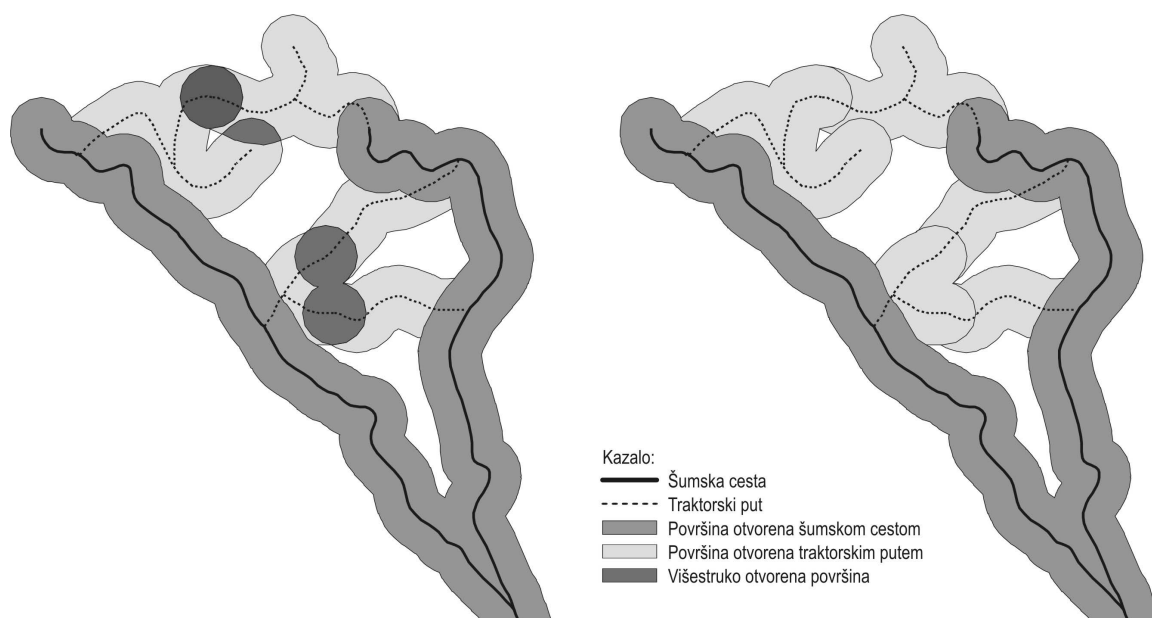 Kazalo:
Šumska cesta
Traktorski put
Površina otvorena šumskom cestom
Površina otvorena traktorskim putem
Višestruko otvorena površina